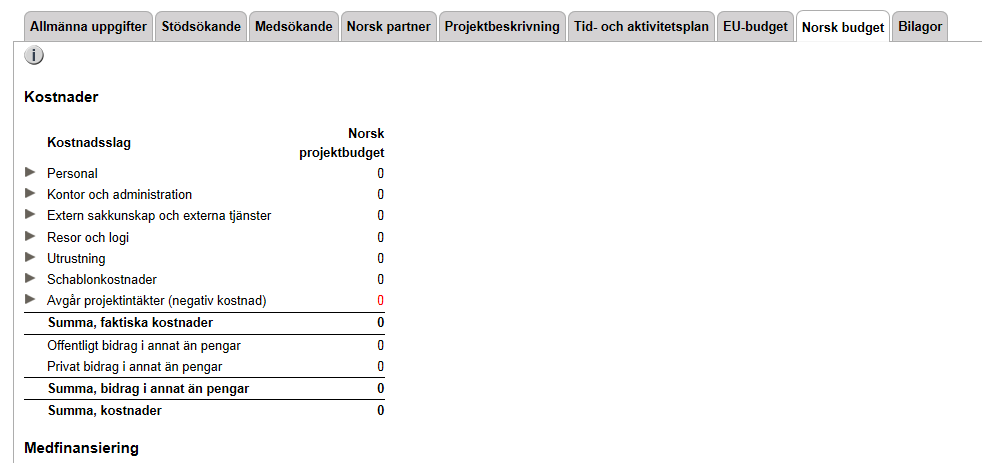 Allmänna uppgifter Stödsökande Medsökande Norsk partner Projektbeskrivning Tid- och aktivitetsplan EU-budget Norsk budget Bilagor
i
Kostnader
Kostnadsslag Norsk projektbudget
Personal 0
Kontor och administration 0
Extern sakkunskap och externa tjänster 0
Resor och logi 0
Utrustning 0
Schablonkostnader 0
Avgår projektintäkter (negativ kostnad) 0
Summa, faktiska kostnader 0
Offentligt bidrag i annat än pengar 0
Privat bidrag i annat än pengar 0
Summa, bidrag i annat än pengar 0
Summa, kostnader 0
Medfinansiering